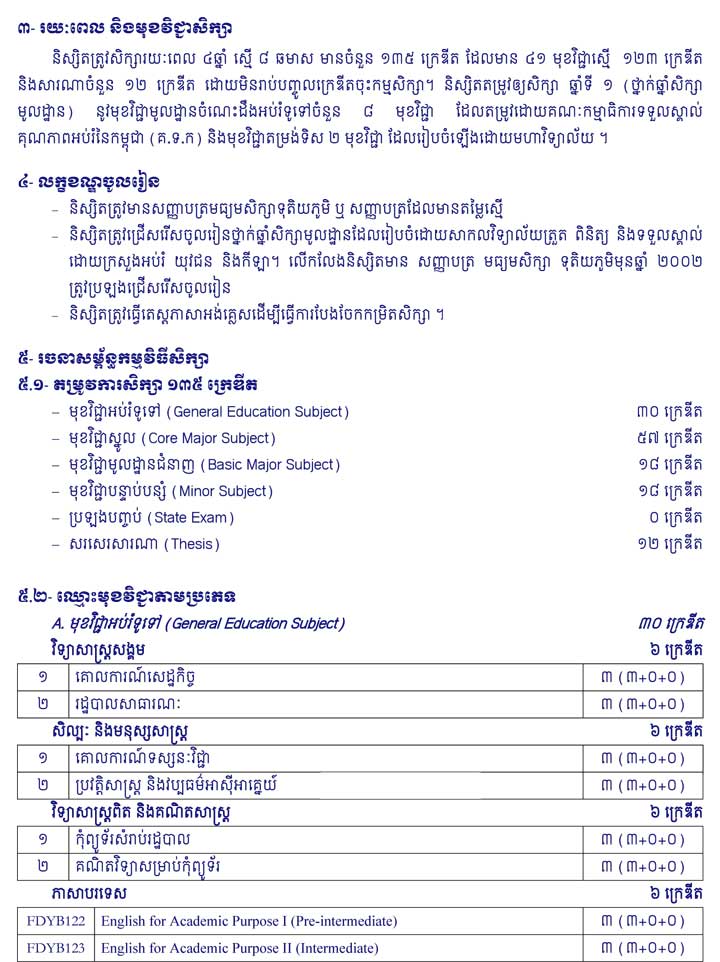 ៣- រយៈពេល និងមុខវិជ្ជាសិក្សា
និស្សិតត្រូវសិក្សារយៈពេល ៤ឆ្នាំ ស្មើ ៨ ឆមាស មានចំនួន ១៣៥ ក្រេឌីត ដែលមាន ៤១ មុខវិជ្ជាស្មើ ១២៣ ក្រេឌីត
និងសារណាចំនួន ១២ ក្រេឌីត ដោយមិនរាប់បញ្ចូលក្រេឌីតចុះកម្មសិក្សា។ និស្សិតតម្រូវឲ្យសិក្សា ឆ្នាំទី ១ (ថ្នាក់ឆ្នាំសិក្សា
មូលដ្ឋាន) នូវមុខវិជ្ជាមូលដ្ឋានចំណេះដឹងអប់រំទូទៅចំនួន ៨ មុខវិជ្ជា ដែលតម្រូវដោយគណៈកម្មាធិការទទួលស្គាល់
គុណភាពអប់រំនៃកម្ពុជា (គ.ទ.ក) និងមុខវិជ្ជាតម្រង់ទិស ២ មុខវិជ្ជា ដែលរៀបចំឡើងដោយមហាវិទ្យាល័យ ។
៤- លក្ខខណ្ឌចូលរៀន
– និស្សិតត្រូវមានសញ្ញាបត្រមធ្យមសិក្សាទុតិយភូមិ ឬ សញ្ញាបត្រដែលមានតម្លៃស្មើ
– និស្សិតត្រូវជ្រើសរើសចូលរៀនថ្នាក់ឆ្នាំសិក្សាមូលដ្ឋានដែលរៀបចំដោយសាកលវិទ្យាល័យត្រួត ពិនិត្យ និងទទួលស្គាល់
ដោយក្រសួងអប់រំ យុវជន និងកីឡា។ លើកលែងនិស្សិតមាន សញ្ញាបត្រ មធ្យមសិក្សា ទុតិយភូមិមុនឆ្នាំ ២០០២
ត្រូវប្រឡងជ្រើសរើសចូលរៀន
– និស្សិតត្រូវធ្វើតេស្តភាសាអង់គ្លេសដើម្បីធ្វើការបែងចែកកម្រិតសិក្សា ។
៥- រចនាសម្ព័ន្ធកម្មវិធីសិក្សា
៥.១- តម្រូវការសិក្សា ១៣៥ ក្រេឌីត
– មុខវិជ្ជាអប់រំទូទៅ (General Education Subject) ៣០ ក្រេឌីត
– មុខវិជ្ជាស្នូល (Core Major Subject) ៥៧ ក្រេឌីត
– មុខវិជ្ជាមូលដ្ឋានជំនាញ (Basic Major Subject) ១៨ ក្រេឌីត
– មុខវិជ្ជាបន្ទាប់បន្សំ (Minor Subject) ១៨ ក្រេឌីត
– ប្រឡងបញ្ចប់ (State Exam) ០ ក្រេឌីត
– សរសេរសារណា (Thesis) ១២ ក្រេឌីត
៥.២- ឈ្មោះមុខវិជ្ជាតាមប្រភេទ
A. មុខវិជ្ជាអប់រំទូទៅ (General Education Subject) ៣០ ក្រេឌីត
វិទ្យាសាស្ត្រសង្គម ៦ ក្រេឌីត
១ គោលការណ៍សេដ្ឋកិច្ច ៣ (៣+០+០)
២ រដ្ឋបាលសាធារណៈ ៣ (៣+០+០)
សិល្បៈ និងមនុស្សសាស្ត្រ ៦ ក្រេឌីត
១ គោលការណ៍ទស្សនៈវិជ្ជា ៣ (៣+០+០)
២ ប្រវត្តិសាស្ត្រ និងវប្បធម៌អាស៊ីអាគ្នេយ៍ ៣ (៣+០+០)
វិទ្យាសាស្ត្រពិត និងគណិតសាស្ត្រ ៦ ក្រេឌីត
១ កុំព្យូទ័រសំរាប់រដ្ឋបាល ៣ (៣+០+០)
២ គណិតវិទ្យាសម្រាប់កុំព្យូទ័រ ៣ (៣+០+០)
ភាសាបរទេស ៦ ក្រេឌីត
FDYB122 English for Academic Purpose I (Pre-intermediate) ៣ (៣+០+០)
FDYB123 English for Academic Purpose II (Intermediate) ៣ (៣+០+០)